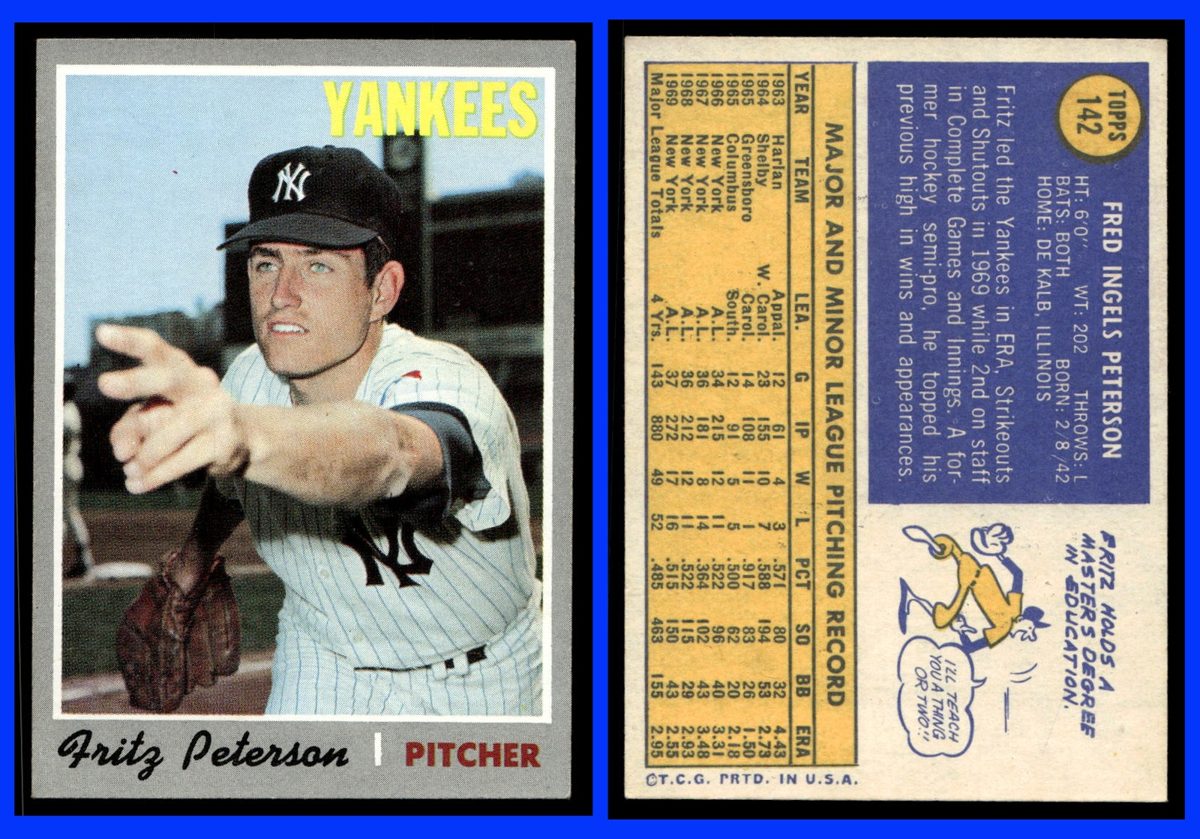 YANKEES
NY
NY
Fritz Peterson | PITCHER
TOPPS
142
FRED INGELS PETERSON
HT: 6'0" WT: 202 THROWS: L
BATS: BOTH BORN: 2/8/42
HOME: DE KALB, ILLINOIS
Fritz led the Yankees in ERA, Strikeouts
and Shutouts in 1969 while 2nd on staff
in Complete Games and Innings. A for-
mer hockey semi-pro, he topped his
previous high in wins and appearances.
FRITZ HOLDS A
MASTER'S DEGREE
IN EDUCATION.
I'LL TEACH
YOU A THING
OR TWO!!
MAJOR AND MINOR LEAGUE PITCHING RECORD
YEAR TEAM LEA. G IP W L PCT SO BB ERA
1963 Harlan Appal. 12 61 4 3 .571 80 32 4.43
1964 Shelby W. Carol. 23 155 10 7 .588 194 53 2.73
1965 Greensboro Carol. 14 108 11 1 .917 83 26 1.50
1965 Columbus South. 12 91 5 5 .500 62 20 2.18
1966 New York A.L. 34 215 12 11 .522 96 40 3.31
1967 New York A.L. 36 181 8 14 .364 102 43 3.48
1968 New York A.L. 36 212 12 11 .522 115 29
1969 New York A.L. 37 272 17 16 .515 150 43 2.55
Major League Totals 4 Yrs. 143 880 49 52 .485 463 155 2.95
©T.C.G. PRTD. IN U.S.A.